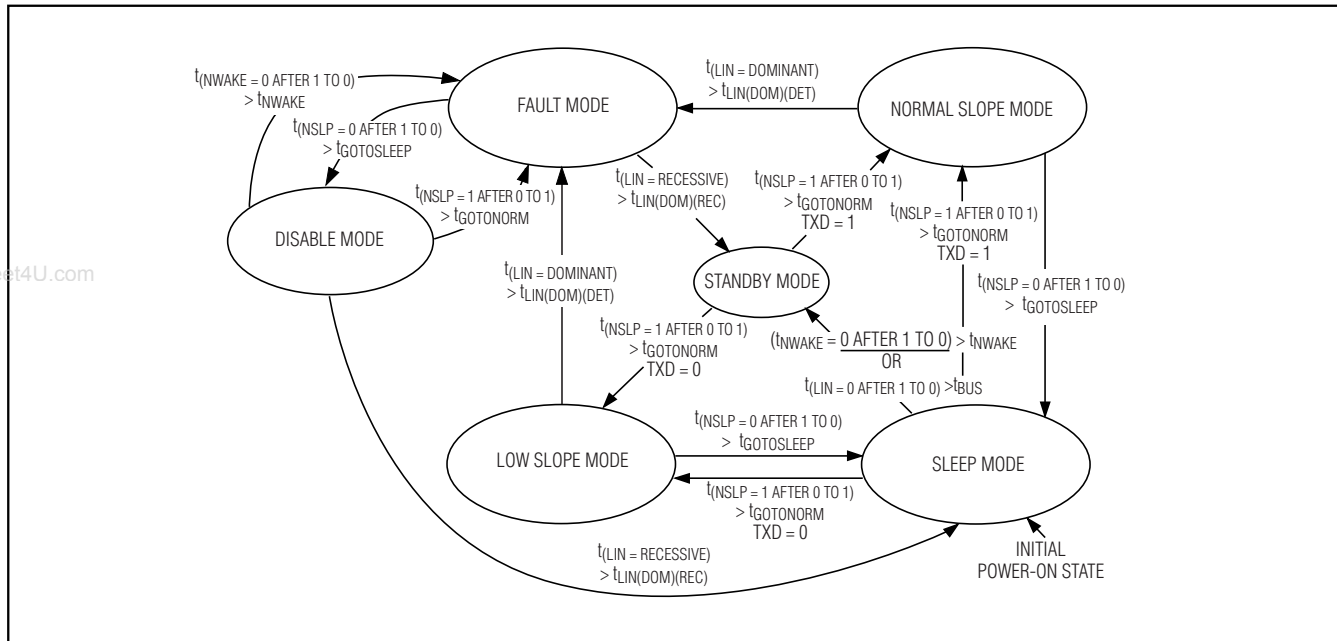 t(NWAKE = 0 AFTER 1 TO 0)
> tNWAKE
FAULT MODE
t(LIN = DOMINANT)
> tLIN(DOM)(DET)
NORMAL SLOPE MODE
t(NSLP = 0 AFTER 1 TO 0)
> tGOTOSLEEP
t(NSLP = 1 AFTER 0 TO 1)
> tGOTONORM
DISABLE MODE
t(LIN = RECESSIVE)
> tLIN(DOM)(REC)
t(NSLP = 1 AFTER 0 TO 1)
> tGOTONORM
TXD = 1
t(NSLP = 1 AFTER 0 TO 1)
> tGOTONORM
TXD = 1
et4U.com
t(LIN = DOMINANT)
> tLIN(DOM)(DET)
STANDBY MODE
t(NSLP = 0 AFTER 1 TO 0)
> tGOTOSLEEP
t(NSLP = 1 AFTER 0 TO 1)
> tGOTONORM
TXD = 0
(tNWAKE = 0 AFTER 1 TO 0) > tNWAKE
OR
t(LIN = 0 AFTER 1 TO 0) >tBUS
LOW SLOPE MODE
t(NSLP = 0 AFTER 1 TO 0)
> tGOTOSLEEP
SLEEP MODE
t(NSLP = 1 AFTER 0 TO 1)
> tGOTONORM
TXD = 0
t(LIN = RECESSIVE)
> tLIN(DOM)(REC)
INITIAL
POWER-ON STATE